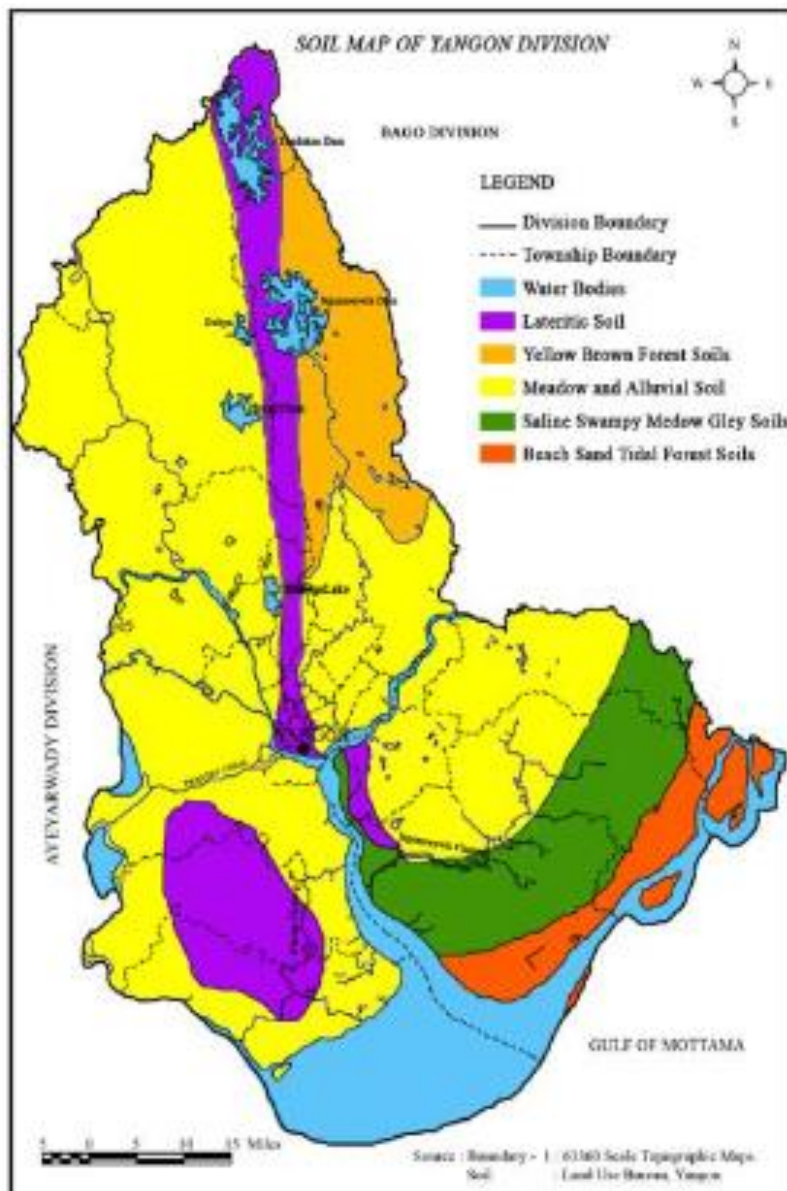 SOIL MAP OF YANGON DIVISION
N
W
E
S
BAGO DIVISION
LEGEND
Division Boundary
Township Boundary
Water Bodies
Lateritic Soil
Yellow Brown Forest Soils
Meadow and Alluvial Soil
Saline Swampy Medow Gley Soils
Beach Sand Tidal Forest Soils
Lake
AYEYARWADY DIVISION
GULF OF MOTTAMA
5 0 5 10 15 Miles
Source : Boundary - 1 : 63360 Scale Topographic Maps
Soil : Land Use Bureau, Yangon